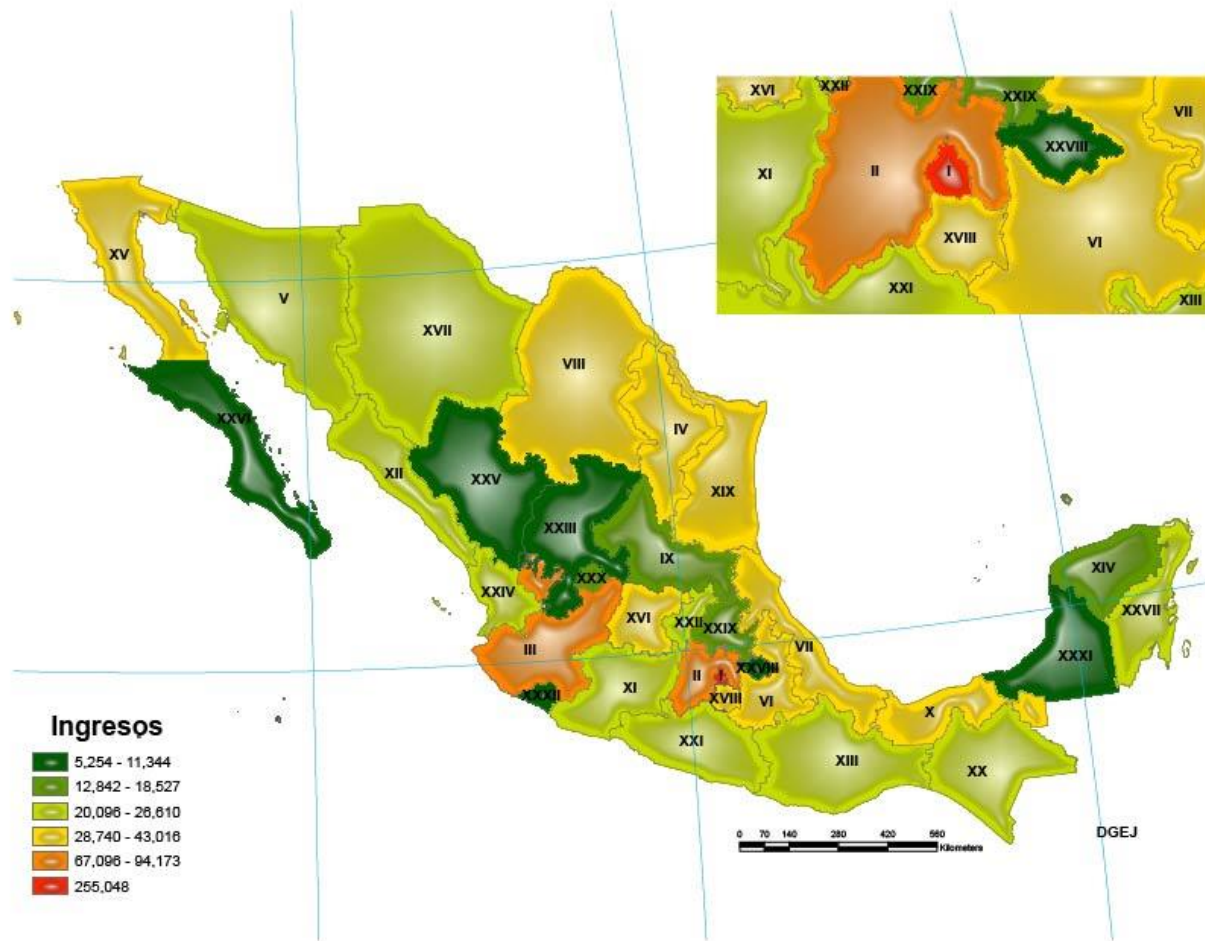 XVI
XXII
XXIX
XXIX
VII
XXVIII
XI
II
I
XVIII
VI
XXI
XIII
XV
V
XVII
VIII
XXVI
IV
XII
XXV
XIX
XXIII
IX
XXX
XIV
XXIV
XXVII
XVI
XXII
XXIX
III
VII
XXXI
XI
II
I
XXVIII
XXXII
XVIII
VI
X
XXI
XIII
XX
Ingresos
5,254 - 11,344
12,842 - 18,527
20,096 - 26,610
28,740 - 43,016
67,096 - 94,173
255,048
0 70 140 280 420 560
Kilometers
DGEJ